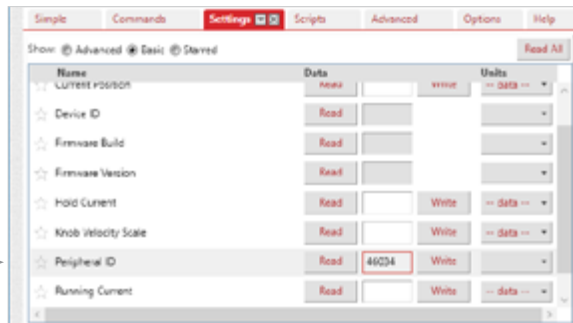 Simple Commands Settings Scripts Advanced Options Help
Show: Advanced Basic Starred Read All
Name Data Units
Current Position Read Write -- data --
Device ID Read
Firmware Build Read
Firmware Version Read
Hold Current Read Write -- data --
Knob Velocity Scale Read Write -- data --
Peripheral ID Read 46034 Write
Running Current Read Write -- data --